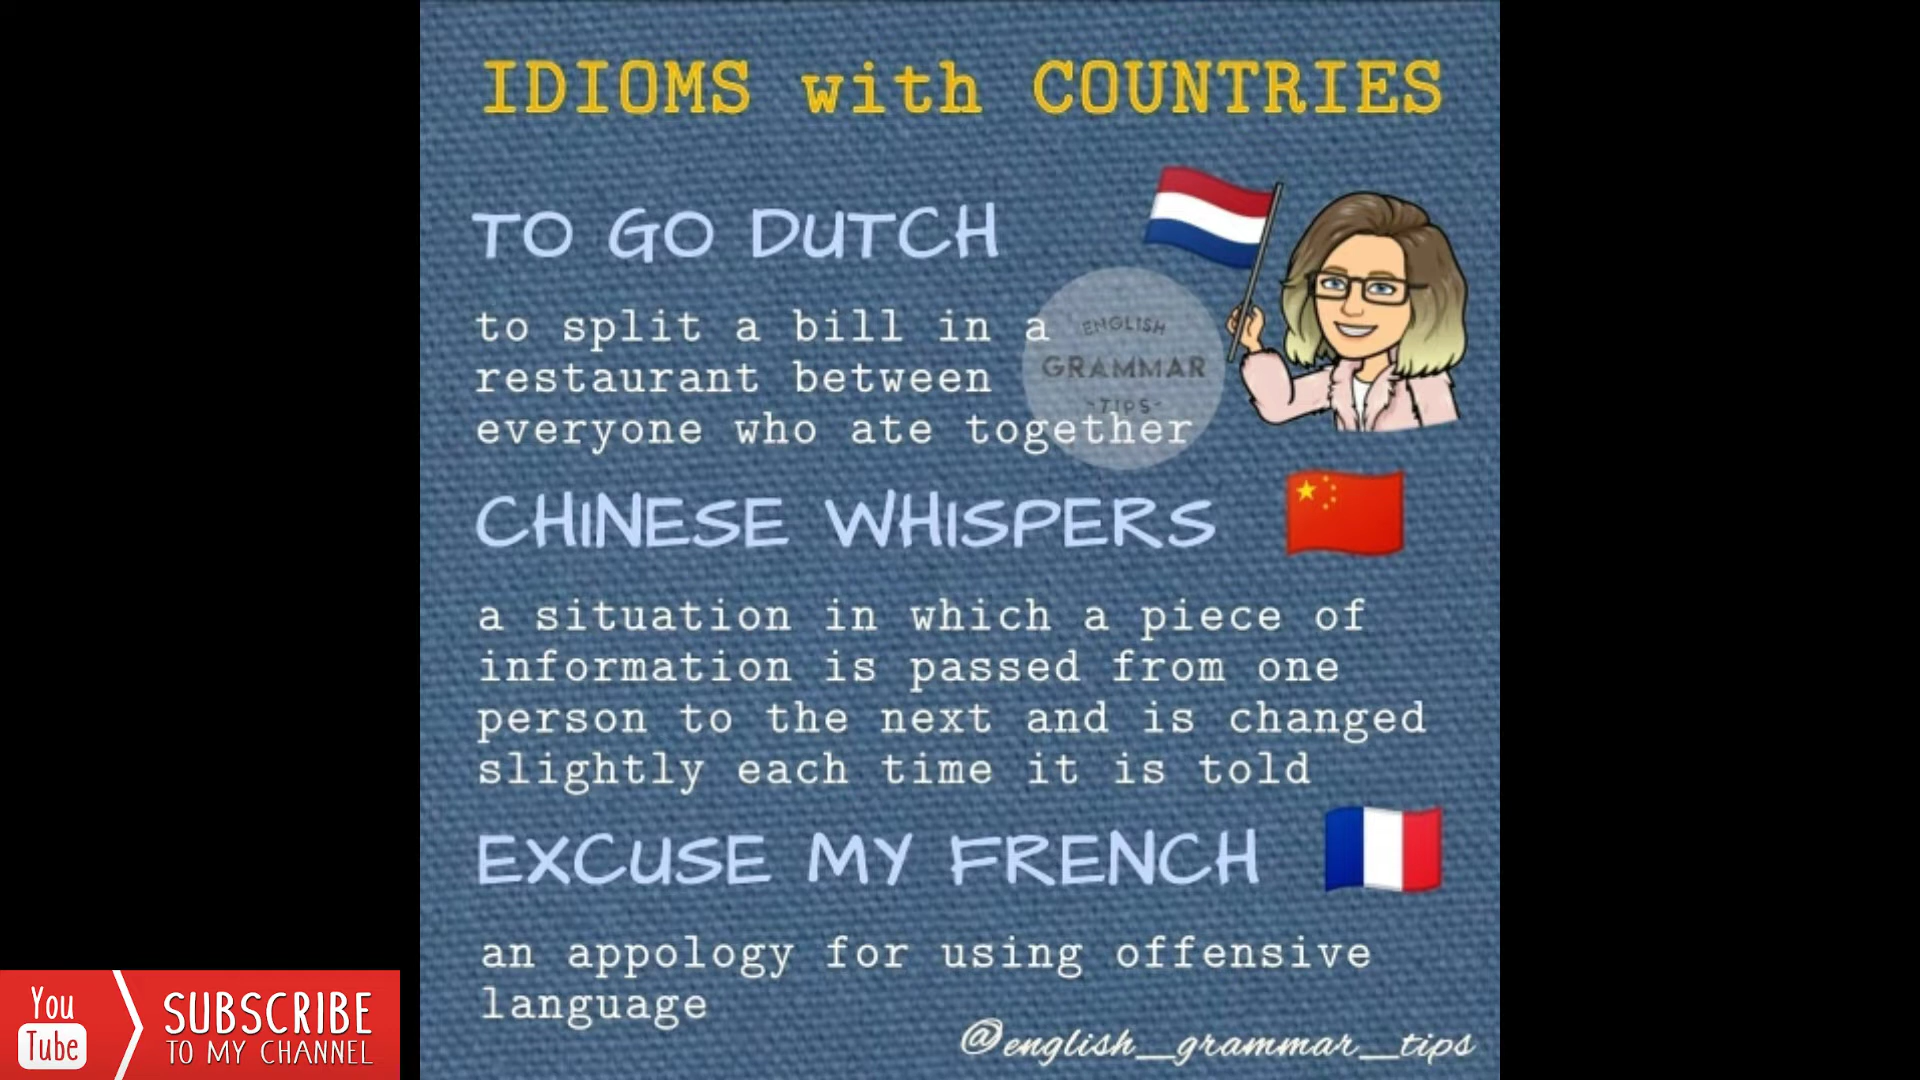 IDIOMS with COUNTRIES
TO GO DUTCH
to split a bill in a
restaurant between
everyone who ate together
ENGLISH
GRAMMAR
-TIPS-
CHINESE WHISPERS
a situation in which a piece of
information is passed from one
person to the next and is changed
slightly each time it is told
EXCUSE MY FRENCH
an appology for using offensive
language
@english_grammar_tips
You
Tube
SUBSCRIBE
TO MY CHANNEL